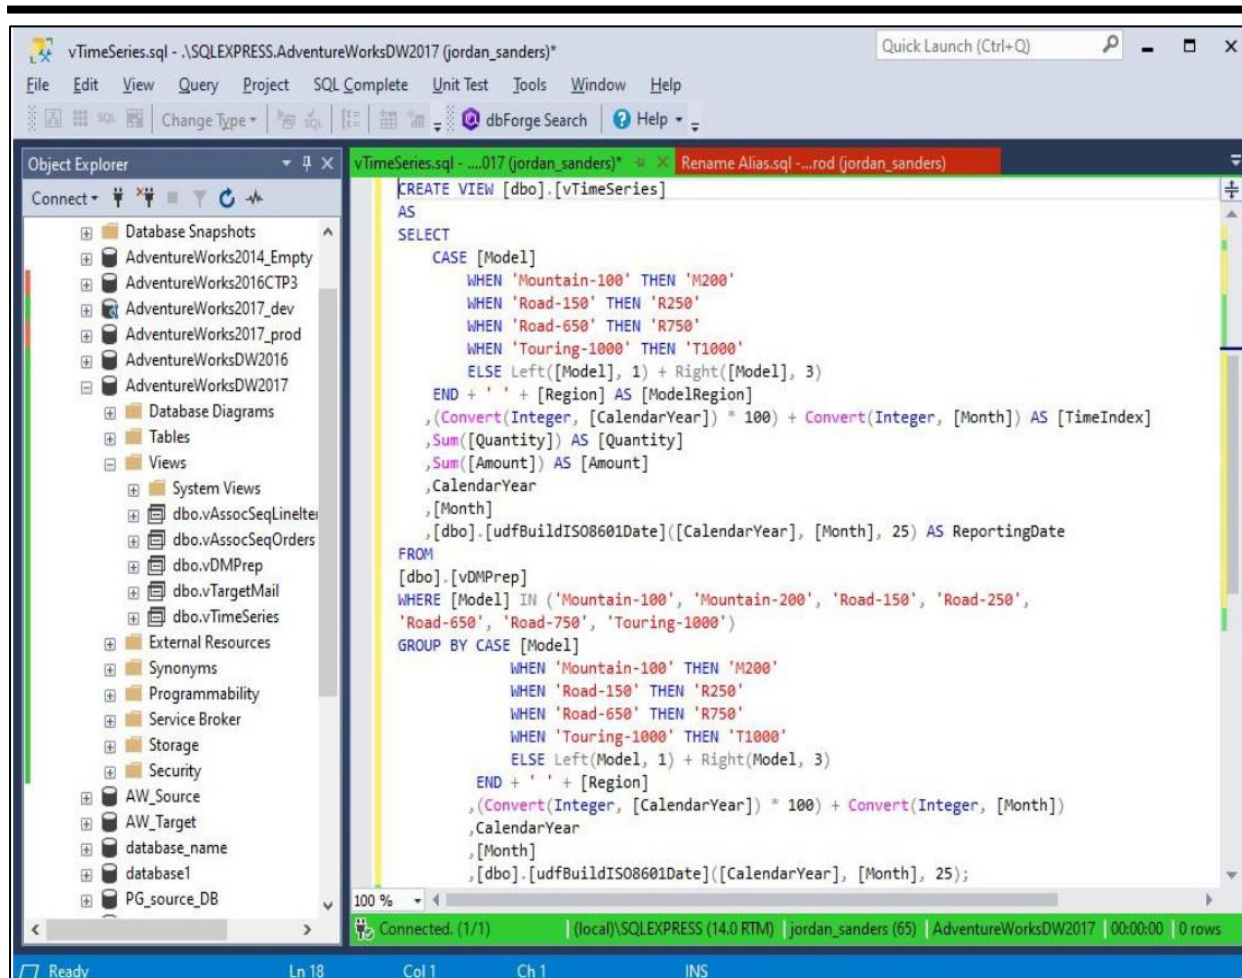 vTimeSeries.sql - .\SQLEXPRESS.AdventureWorksDW2017 (jordan_sanders)*
Quick Launch (Ctrl+Q)
File Edit View Query Project SQL Complete Unit Test Tools Window Help
SQL Change Type SQL dbForge Search Help
Object Explorer
Connect
Database Snapshots
AdventureWorks2014_Empty
AdventureWorks2016CTP3
AdventureWorks2017_dev
AdventureWorks2017_prod
AdventureWorksDW2016
AdventureWorksDW2017
Database Diagrams
Tables
Views
System Views
dbo.vAssocSeqLineIter
dbo.vAssocSeqOrders
dbo.vDMPrep
dbo.vTargetMail
dbo.vTimeSeries
External Resources
Synonyms
Programmability
Service Broker
Storage
Security
AW_Source
AW_Target
database_name
database1
PG_source_DB
vTimeSeries.sql - ....017 (jordan_sanders)*
Rename Alias.sql -...rod (jordan_sanders)
CREATE VIEW [dbo].[vTimeSeries]
AS
SELECT
CASE [Model]
WHEN 'Mountain-100' THEN 'M200'
WHEN 'Road-150' THEN 'R250'
WHEN 'Road-650' THEN 'R750'
WHEN 'Touring-1000' THEN 'T1000'
ELSE Left([Model], 1) + Right([Model], 3)
END + ' ' + [Region] AS [ModelRegion]
,(Convert(Integer, [CalendarYear]) * 100) + Convert(Integer, [Month]) AS [TimeIndex]
,Sum([Quantity]) AS [Quantity]
,Sum([Amount]) AS [Amount]
,CalendarYear
,[Month]
,[dbo].[udfBuildISO8601Date]([CalendarYear], [Month], 25) AS ReportingDate
FROM
[dbo].[vDMPrep]
WHERE [Model] IN ('Mountain-100', 'Mountain-200', 'Road-150', 'Road-250',
'Road-650', 'Road-750', 'Touring-1000')
GROUP BY CASE [Model]
WHEN 'Mountain-100' THEN 'M200'
WHEN 'Road-150' THEN 'R250'
WHEN 'Road-650' THEN 'R750'
WHEN 'Touring-1000' THEN 'T1000'
ELSE Left(Model, 1) + Right(Model, 3)
END + ' ' + [Region]
,(Convert(Integer, [CalendarYear]) * 100) + Convert(Integer, [Month])
,CalendarYear
,[Month]
,[dbo].[udfBuildISO8601Date]([CalendarYear], [Month], 25);
100 %
Connected. (1/1) (local)\SQLEXPRESS (14.0 RTM) jordan_sanders (65) AdventureWorksDW2017 00:00:00 0 rows
Ready Ln 18 Col 1 Ch 1 INS